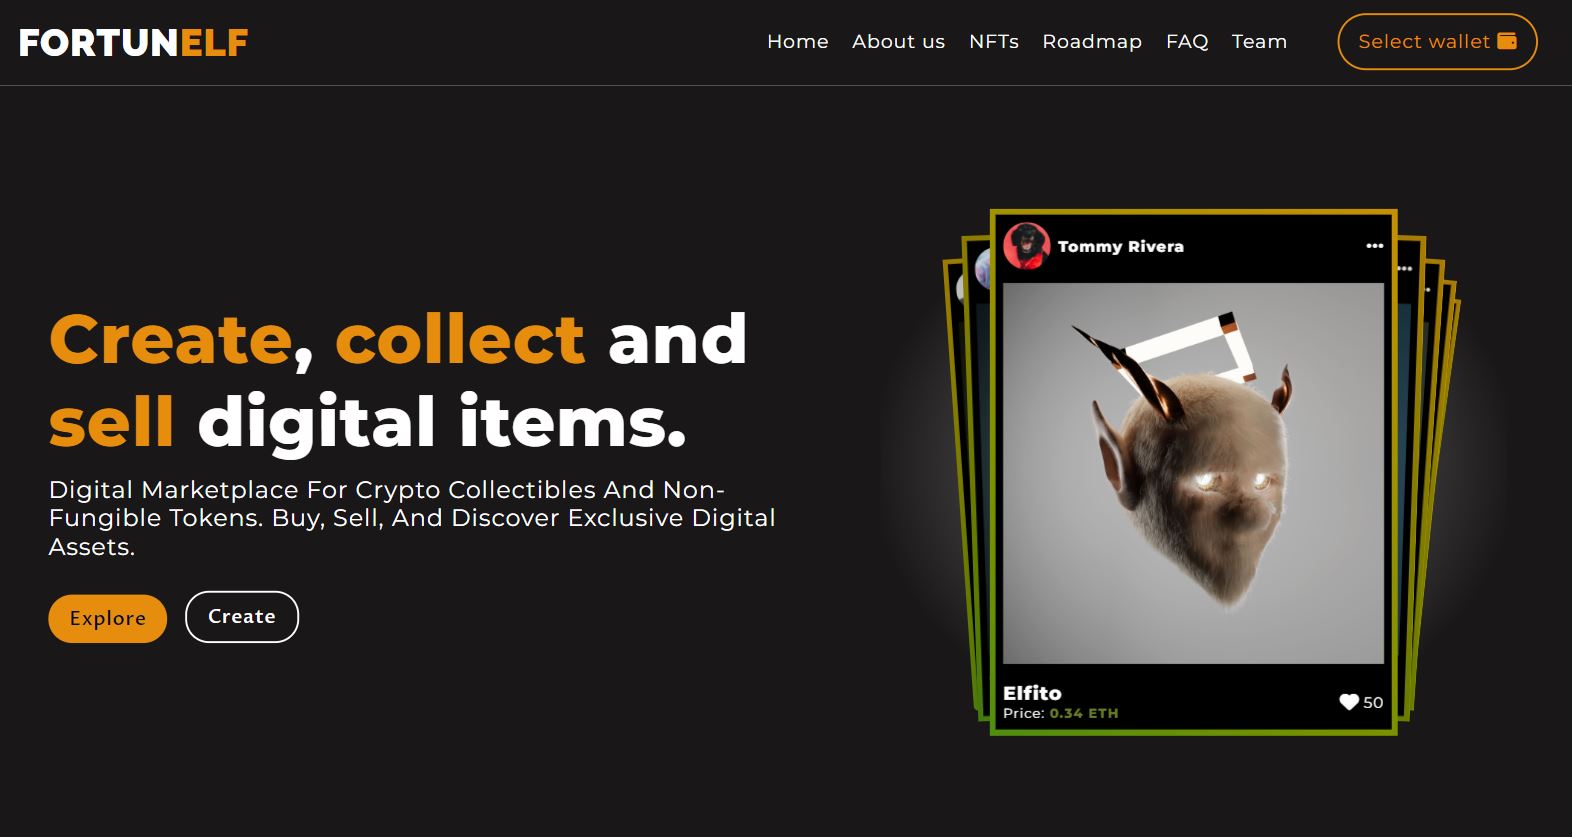 FORTUNELF
Home About us NFTs Roadmap FAQ Team Select wallet
Create, collect and
sell digital items.
Digital Marketplace For Crypto Collectibles And Non-
Fungible Tokens. Buy, Sell, And Discover Exclusive Digital
Assets.
Explore Create
Tommy Rivera
Elfito
Price: 0.34 ETH
50